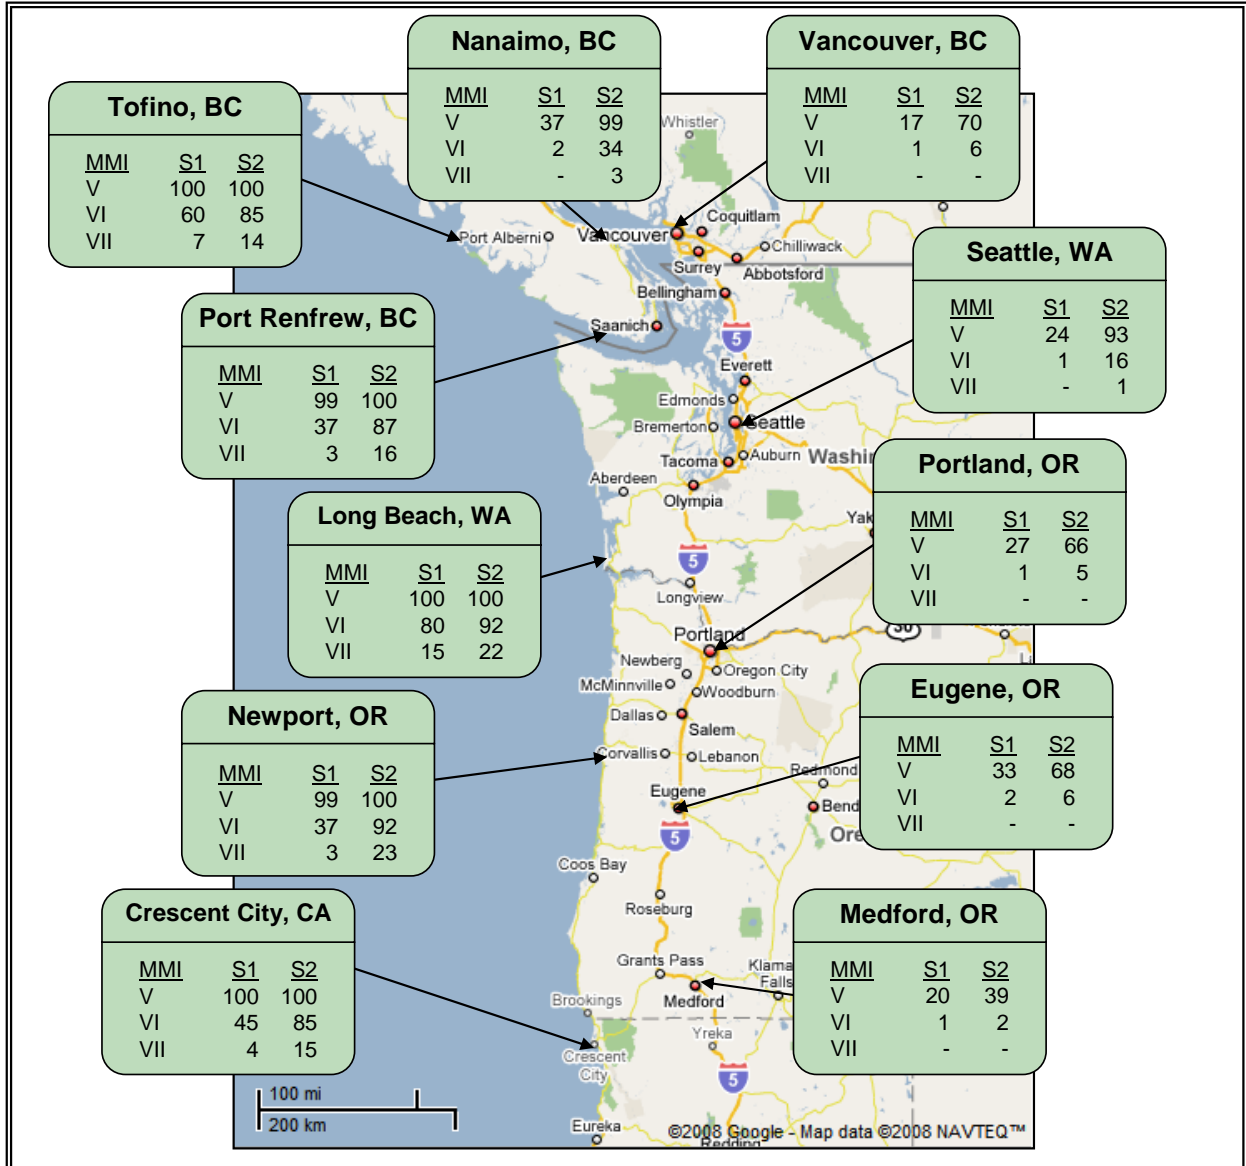 Nanaimo, BC
MMI S1 S2
V 37 99
VI 2 34
VII - 3
Vancouver, BC
MMI S1 S2
V 17 70
VI 1 6
VII - -
Tofino, BC
MMI S1 S2
V 100 100
VI 60 85
VII 7 14
Whistler
Port Alberni
Vancouver
Coquitlam
Chilliwack
Surrey
Abbotsford
Bellingham
Seattle, WA
MMI S1 S2
V 24 93
VI 1 16
VII - 1
Port Renfrew, BC
MMI S1 S2
V 99 100
VI 37 87
VII 3 16
Saanich
5
Everett
Edmonds
Bremerton
Seattle
Tacoma
Auburn
Aberdeen
Olympia
Portland, OR
MMI S1 S2
V 27 66
VI 1 5
VII - -
Long Beach, WA
MMI S1 S2
V 100 100
VI 80 92
VII 15 22
5
Longview
Portland
30
Newberg
Oregon City
McMinnville
Woodburn
Dallas
Salem
Corvallis
Lebanon
Redmond
Eugene
Bend
5
Newport, OR
MMI S1 S2
V 99 100
VI 37 92
VII 3 23
Eugene, OR
MMI S1 S2
V 33 68
VI 2 6
VII - -
Coos Bay
Roseburg
Grants Pass
Medford
Falls
Brookings
Yreka
Crescent
City
5
Eureka
Redding
Crescent City, CA
MMI S1 S2
V 100 100
VI 45 85
VII 4 15
Medford, OR
MMI S1 S2
V 20 39
VI 1 2
VII - -
100 mi
200 km
©2008 Google - Map data ©2008 NAVTEQ™